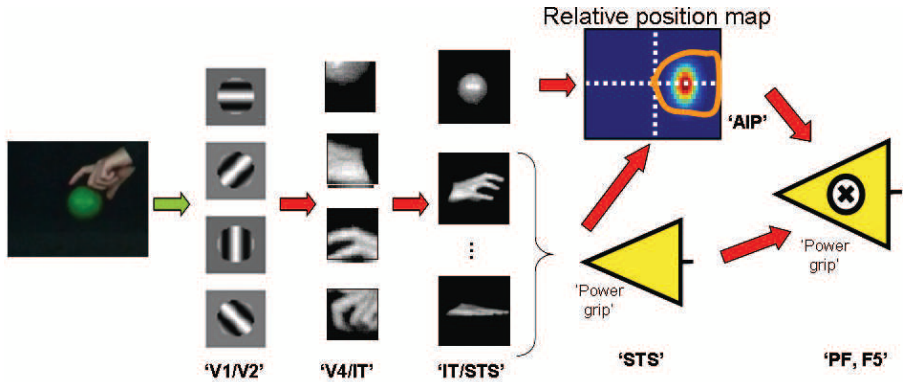 Relative position map
‘AIP’
‘Power
grip’
‘Power
grip’
‘V1/V2’
‘V4/IT’
‘IT/STS’
‘STS’
‘PF, F5’